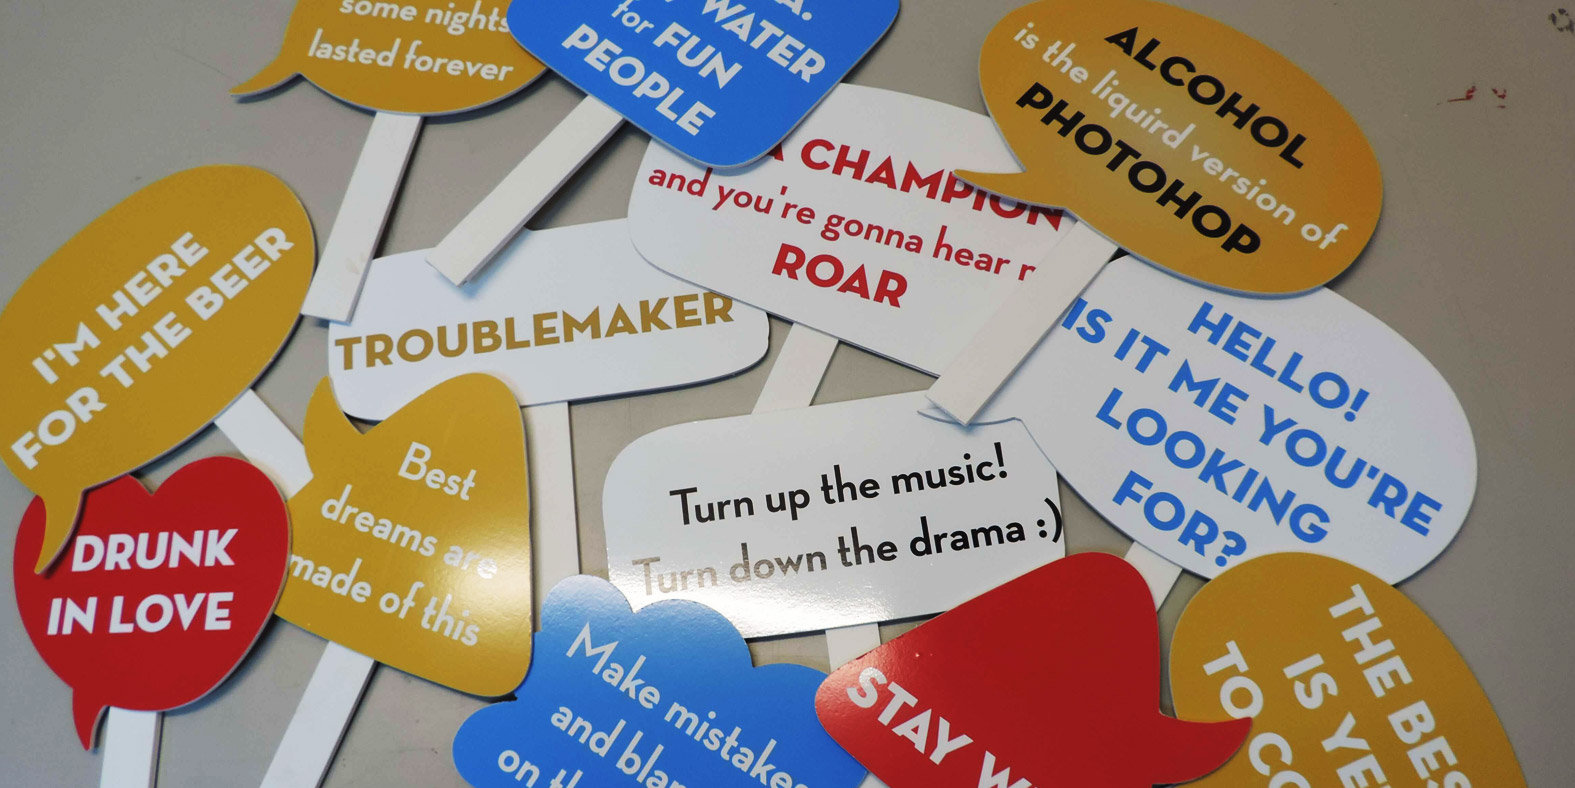 some nights
lasted forever
WATER
for FUN
PEOPLE
ALCOHOL
is the liquird version of
PHOTOHOP
A CHAMPION
and you're gonna hear
ROAR
I'M HERE
FOR THE BEER
TROUBLEMAKER
HELLO!
IS IT ME YOU'RE
LOOKING
FOR?
Best
dreams are
made of this
Turn up the music!
Turn down the drama :)
DRUNK
IN LOVE
Make mistakes
and
on
STAY
THE
IS
TO